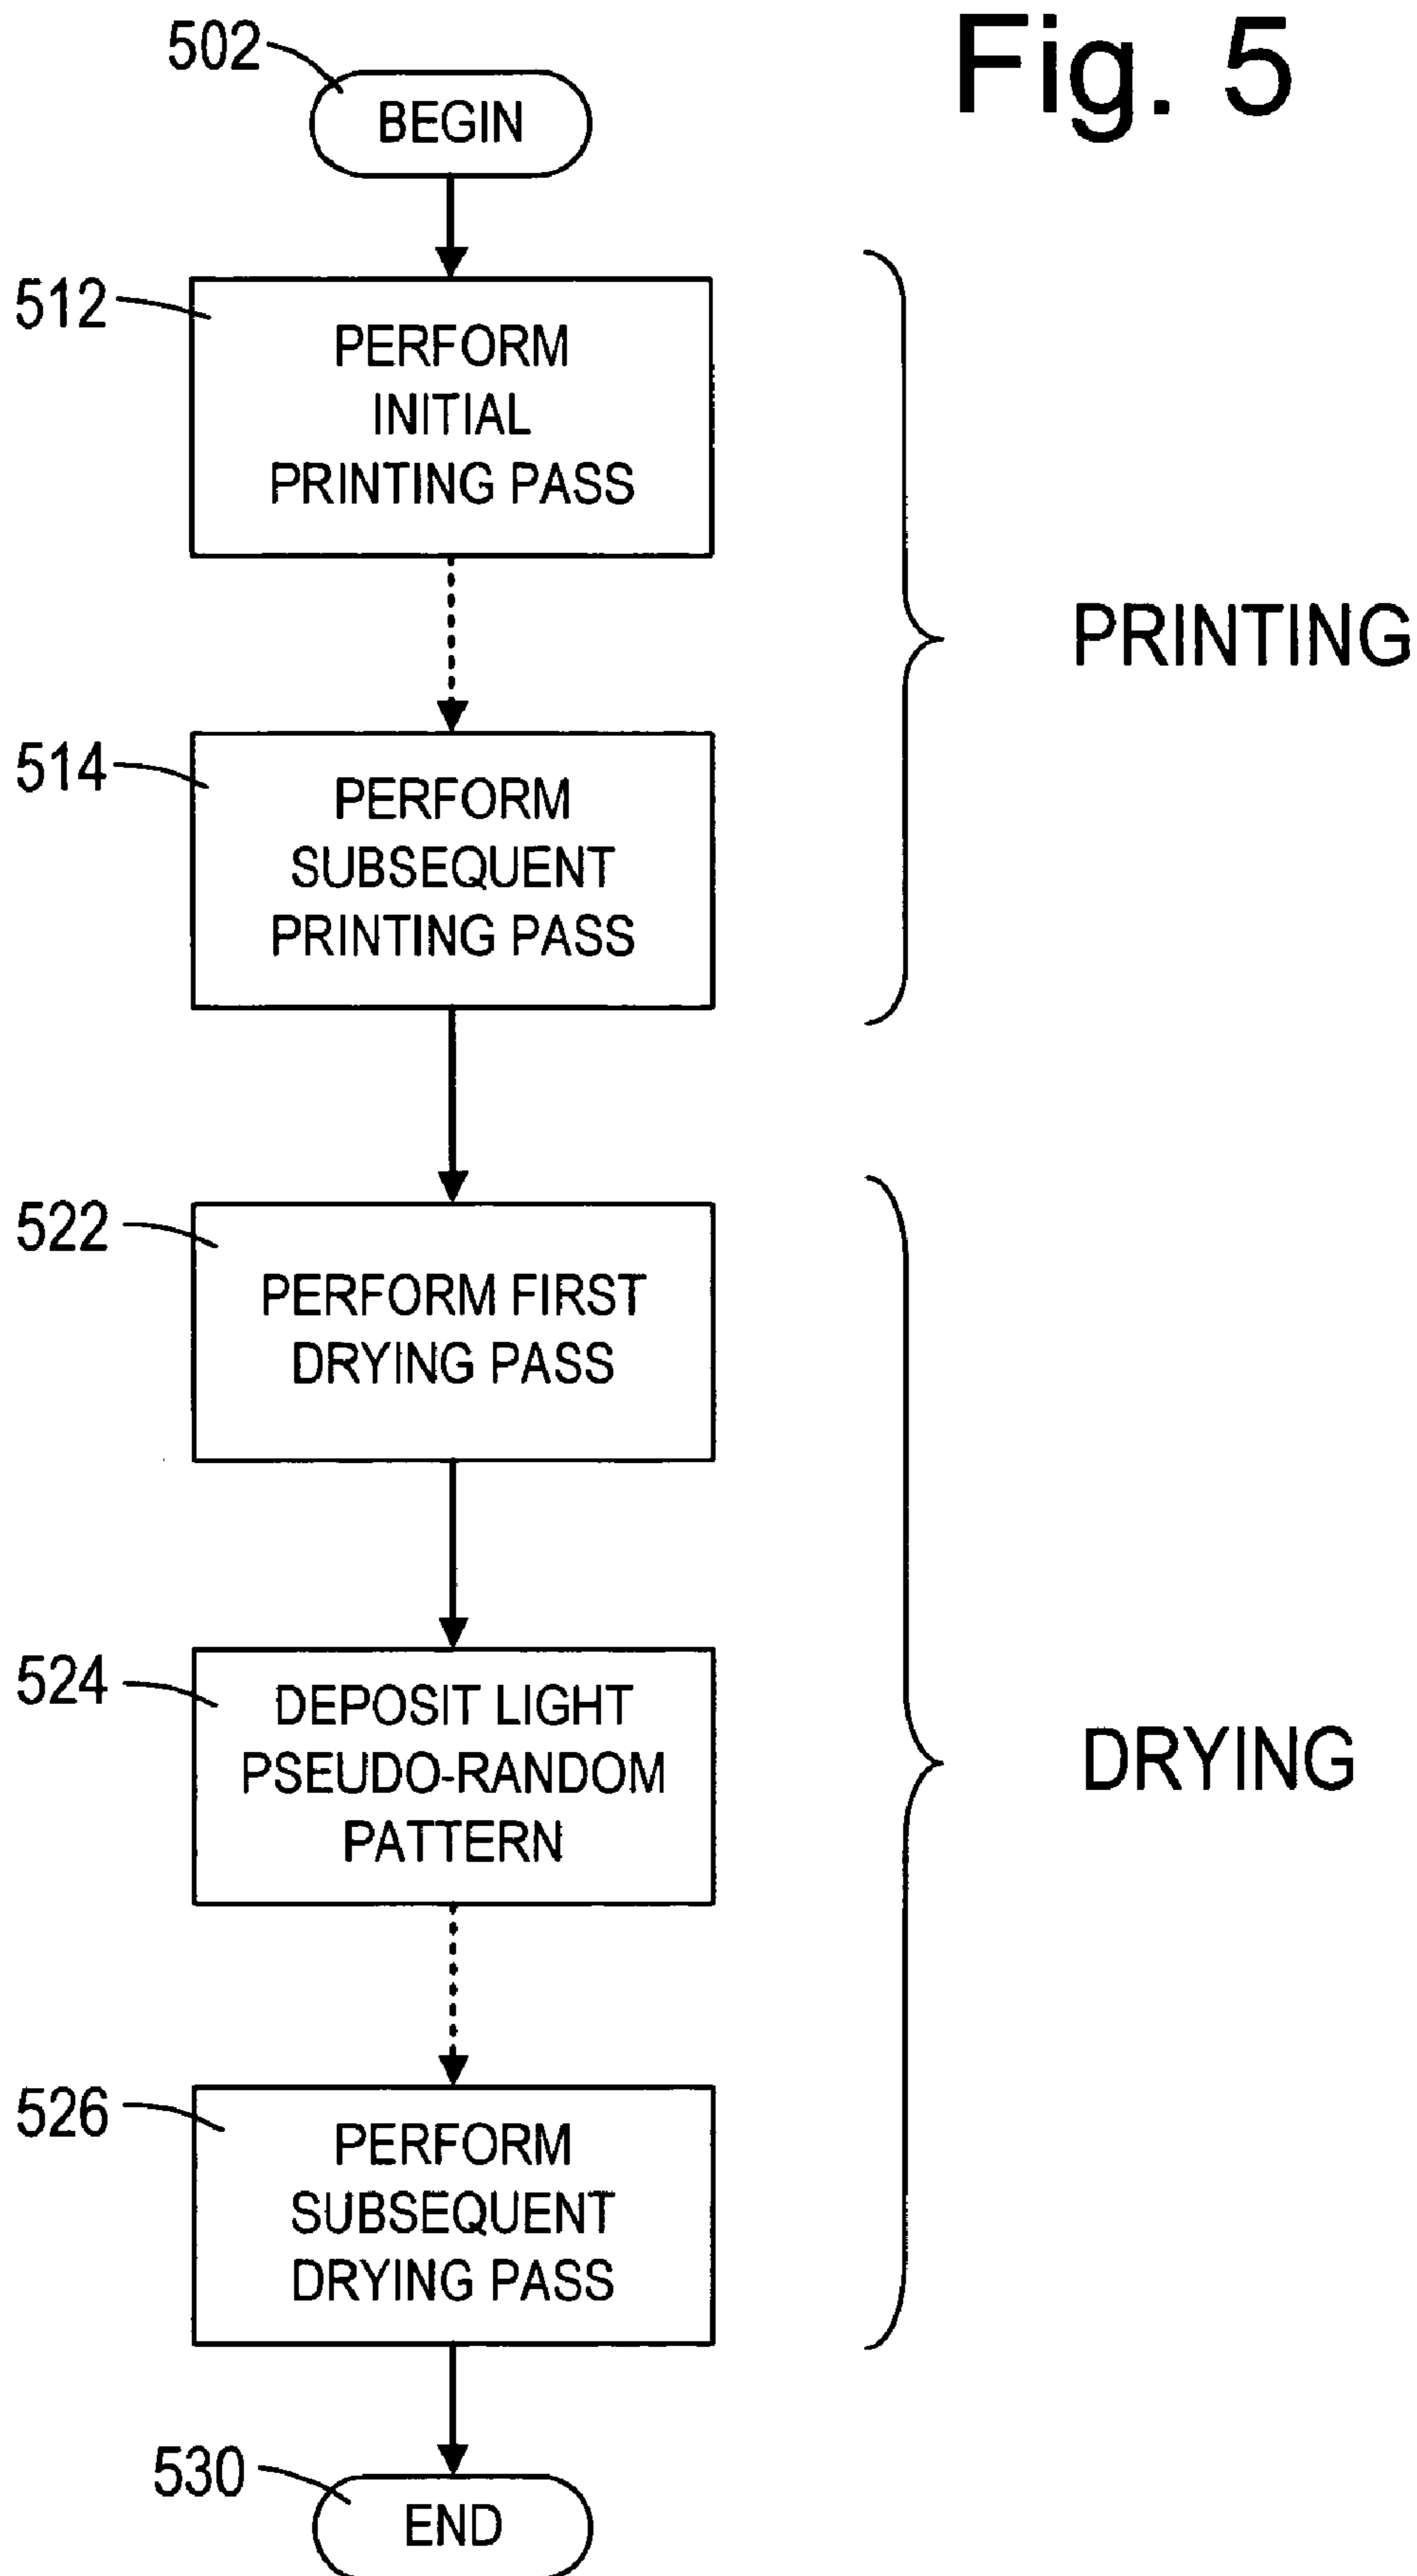 Fig. 5
502
BEGIN
512
PERFORM
INITIAL
PRINTING PASS
PRINTING
514
PERFORM
SUBSEQUENT
PRINTING PASS
522
PERFORM FIRST
DRYING PASS
524
DEPOSIT LIGHT
PSEUDO-RANDOM
PATTERN
DRYING
526
PERFORM
SUBSEQUENT
DRYING PASS
530
END